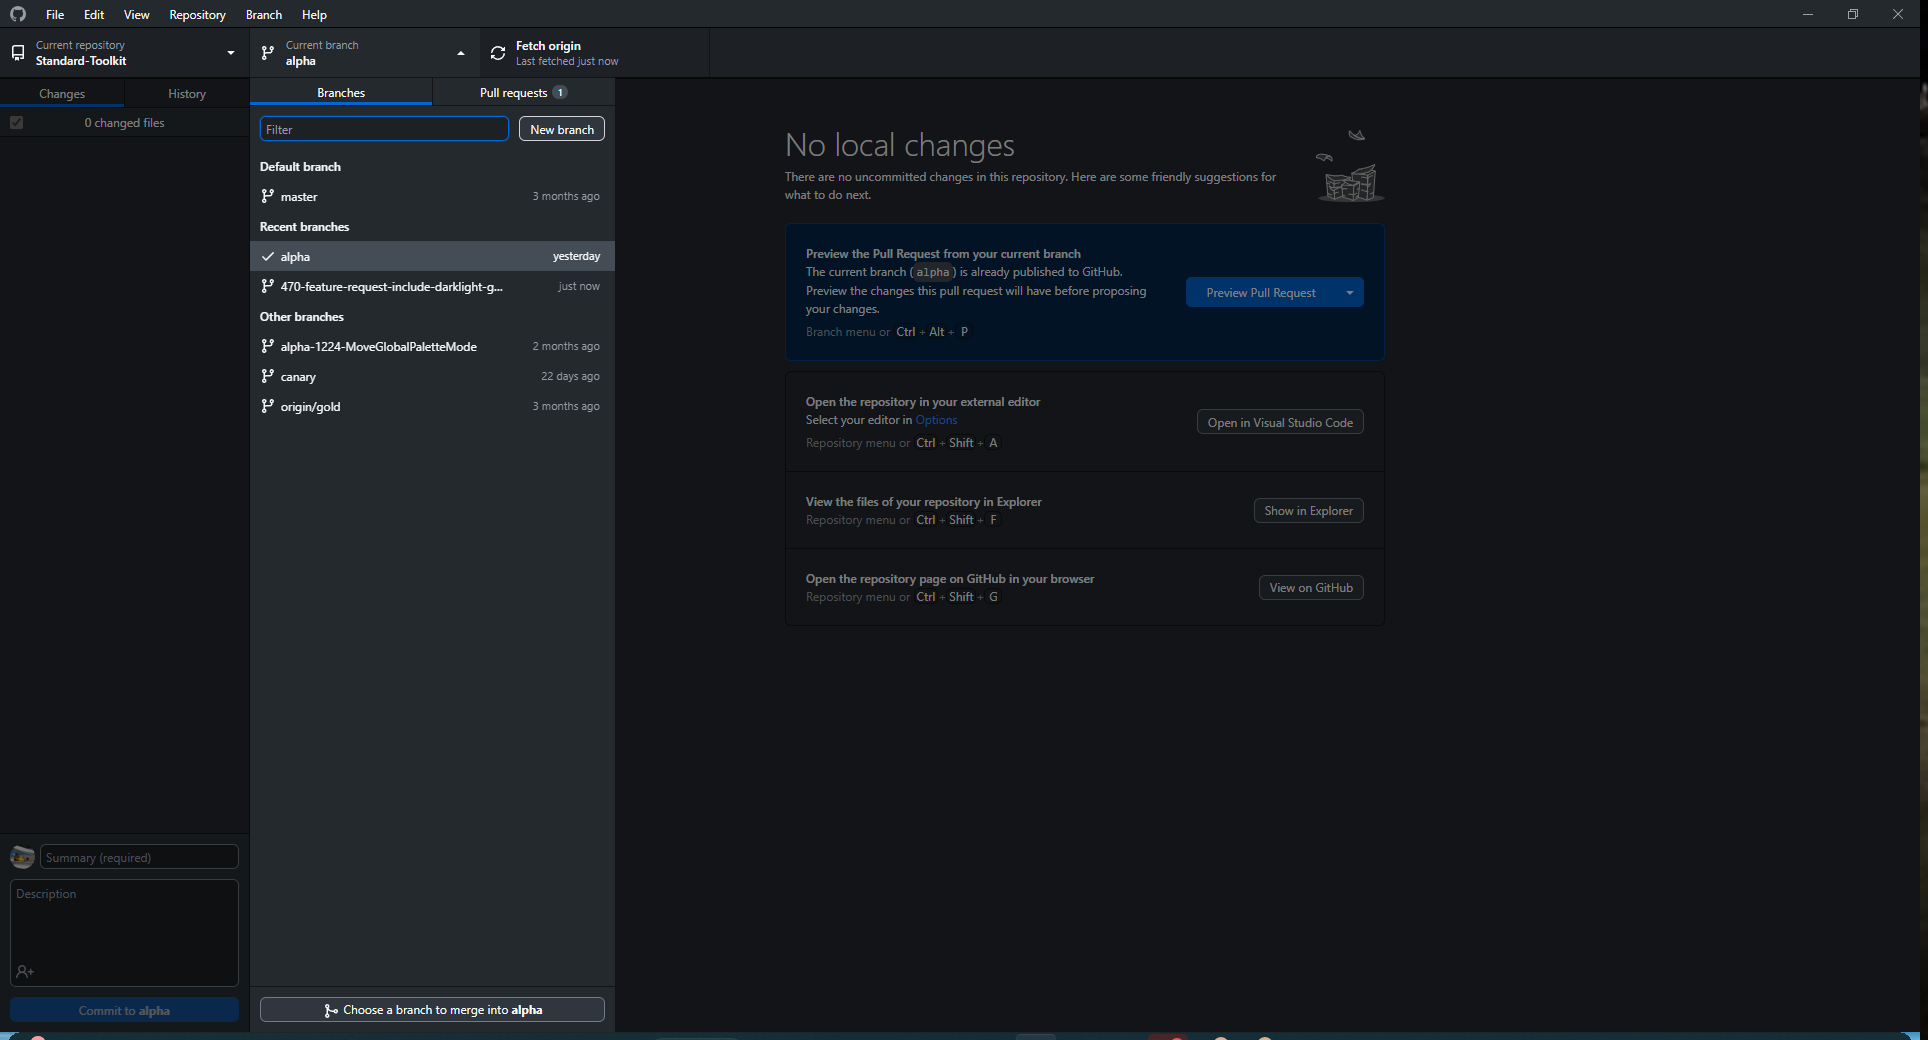 File Edit View Repository Branch Help
Current repository
Standard-Toolkit
Current branch
alpha
Fetch origin
Last fetched just now
Changes History
0 changed files
Summary (required)
Description
Commit to alpha
Branches Pull requests 1
Filter New branch
Default branch
master 3 months ago
Recent branches
alpha yesterday
470-feature-request-include-darklight-g... just now
Other branches
alpha-1224-MoveGlobalPaletteMode 2 months ago
canary 22 days ago
origin/gold 3 months ago
Choose a branch to merge into alpha
No local changes
There are no uncommitted changes in this repository. Here are some friendly suggestions for
what to do next.
Preview the Pull Request from your current branch
The current branch (alpha) is already published to GitHub.
Preview the changes this pull request will have before proposing
your changes.
Branch menu or Ctrl + Alt + P
Preview Pull Request
Open the repository in your external editor
Select your editor in Options
Repository menu or Ctrl + Shift + A
Open in Visual Studio Code
View the files of your repository in Explorer
Repository menu or Ctrl + Shift + F
Show in Explorer
Open the repository page on GitHub in your browser
Repository menu or Ctrl + Shift + G
View on GitHub